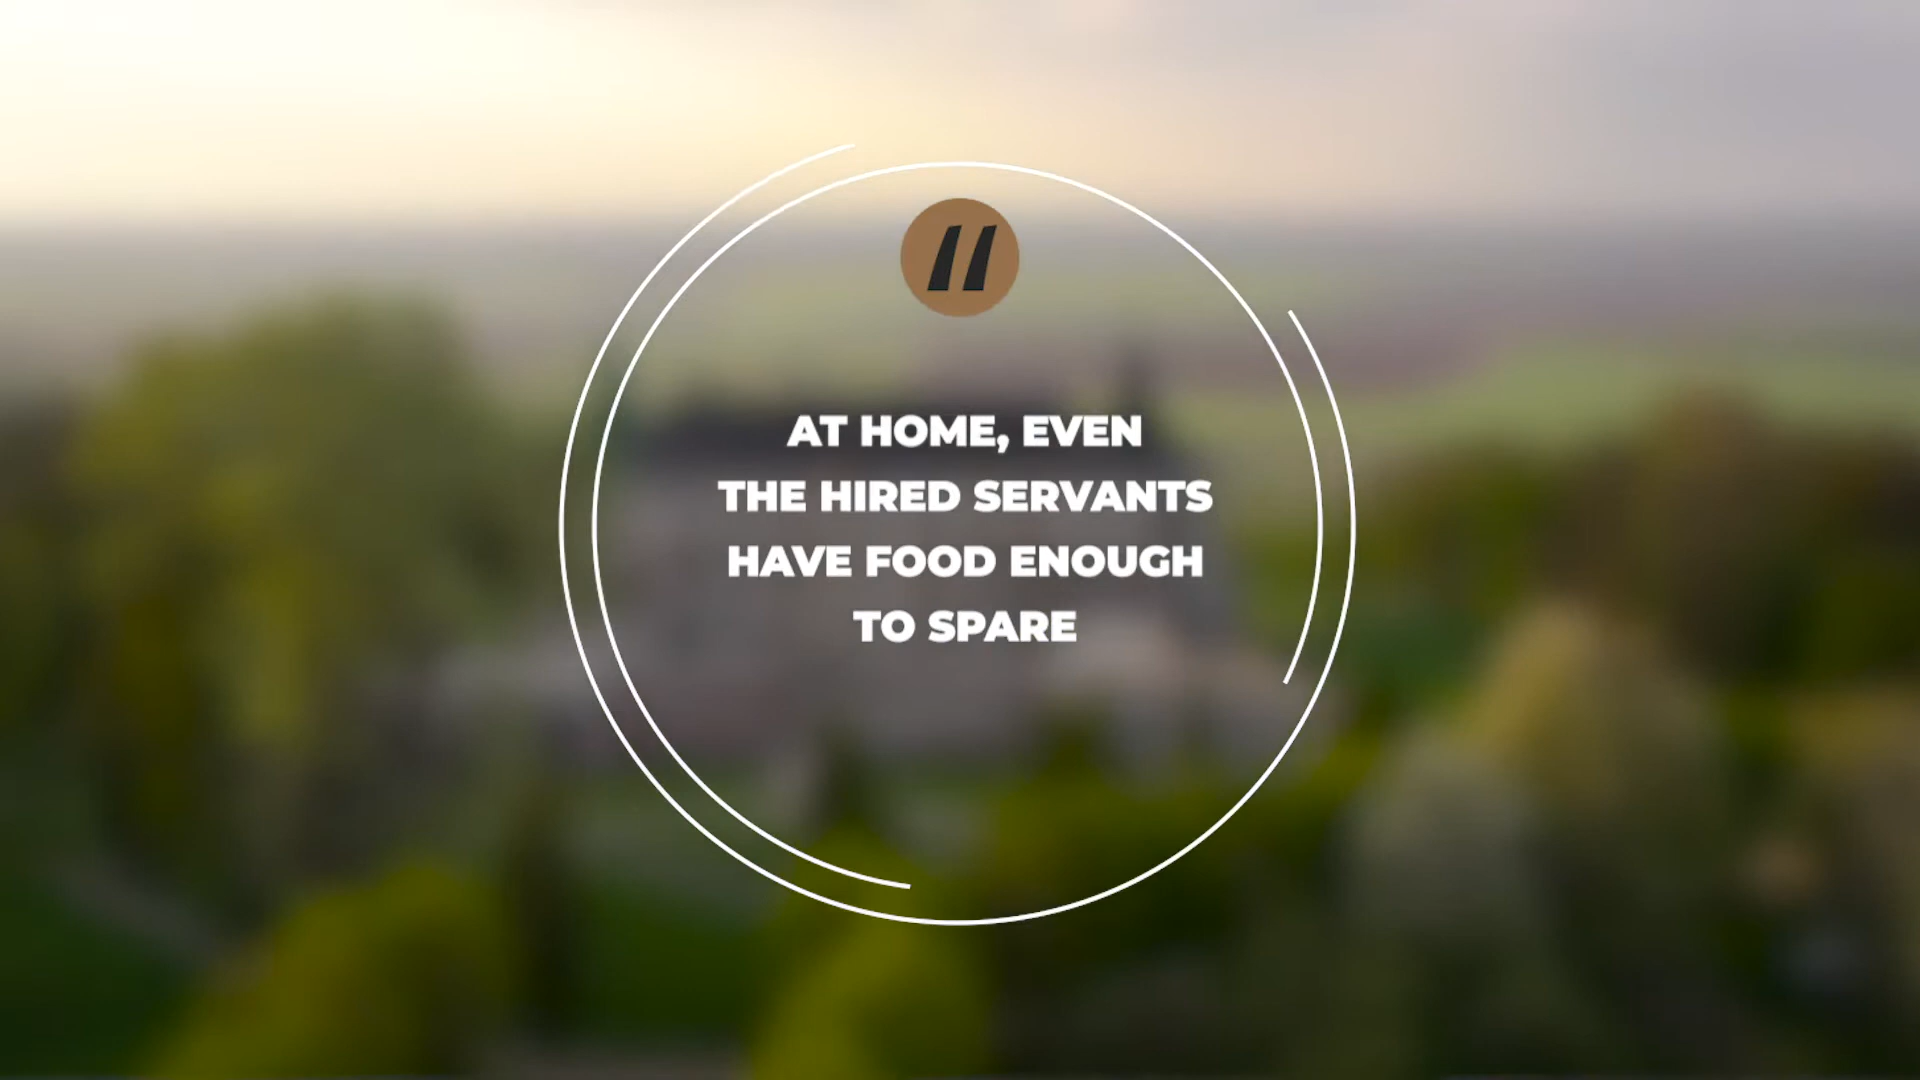 AT HOME, EVEN
THE HIRED SERVANTS
HAVE FOOD ENOUGH
TO SPARE